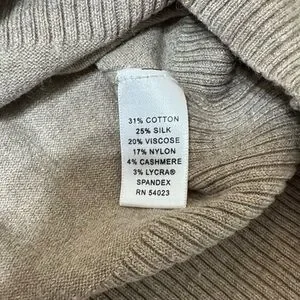 31% COTTON
25% SILK
20% VISCOSE
17% NYLON
4% CASHMERE
3% LYCRA®
SPANDEX
RN 54023